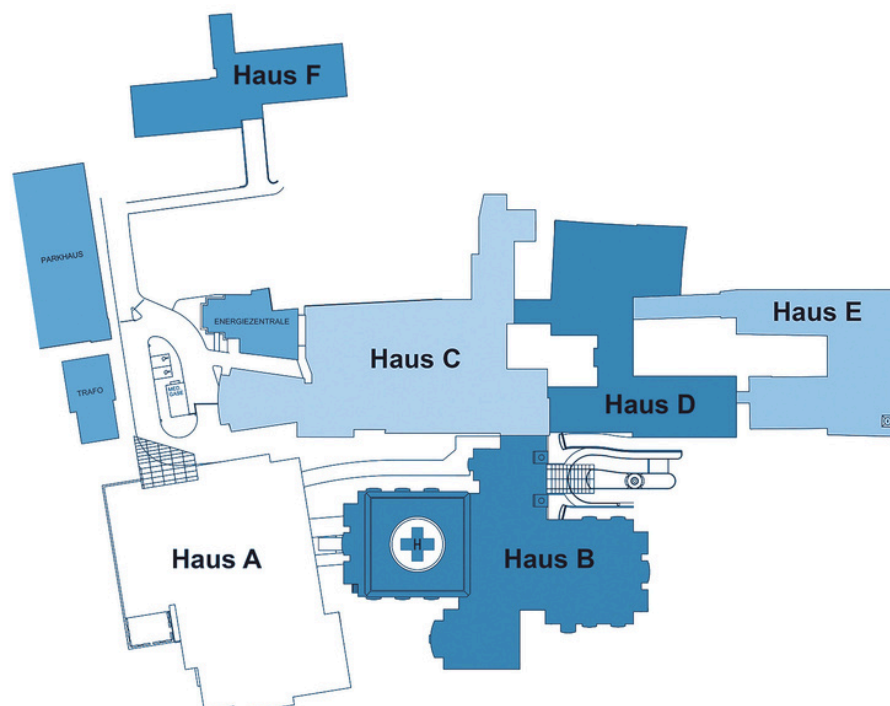 Haus F
PARKHAUS
ENERGIEZENTRALE
Haus E
Haus C
TRAFO
MED.
GASE
Haus D
Haus A
H
Haus B